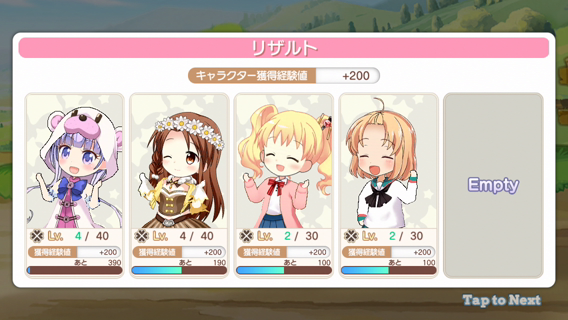 リザルト
キャラクター獲得経験値 +200
Lv. 4 / 40
獲得経験値 +200
あと 390
Lv. 4 / 40
獲得経験値 +200
あと 190
Lv. 2 / 30
獲得経験値 +200
あと 100
Lv. 2 / 30
獲得経験値 +200
あと 100
Empty
Tap to Next